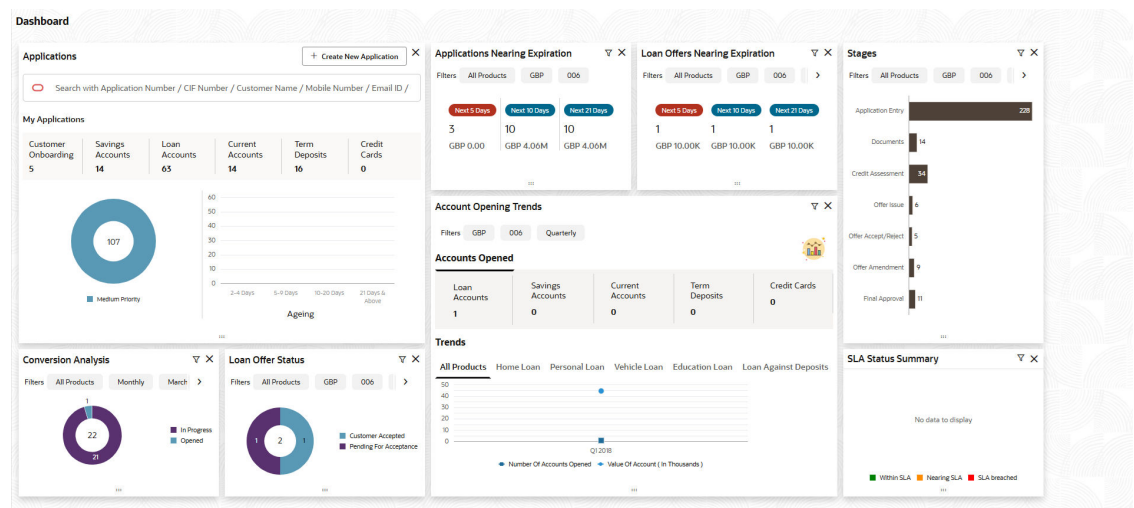 Dashboard
Applications
+ Create New Application
Search with Application Number / CIF Number / Customer Name / Mobile Number / Email ID /
My Applications
Customer Onboarding
5
Savings Accounts
14
Loan Accounts
63
Current Accounts
14
Term Deposits
16
Credit Cards
0
107
Medium Priority
60
50
40
30
20
10
0
2-4 Days 5-9 Days 10-20 Days 21 Days & Above
Ageing
Applications Nearing Expiration
Filters All Products GBP 006
Next 5 Days Next 10 Days Next 21 Days
3 10 10
GBP 0.00 GBP 4.06M GBP 4.06M
Loan Offers Nearing Expiration
Filters All Products GBP 006
Next 5 Days Next 10 Days Next 21 Days
1 1 1
GBP 10.00K GBP 10.00K GBP 10.00K
Stages
Filters All Products GBP 006
Application Entry 228
Documents 14
Credit Assessment 34
Offer Issue 6
Offer Accept/Reject 5
Offer Amendment 9
Final Approval 11
Account Opening Trends
Filters GBP 006 Quarterly
Accounts Opened
Loan Accounts
1
Savings Accounts
0
Current Accounts
0
Term Deposits
0
Credit Cards
0
Trends
All Products Home Loan Personal Loan Vehicle Loan Education Loan Loan Against Deposits
50
40
30
20
10
0
Q1 2018
Number Of Accounts Opened Value Of Account ( In Thousands )
Conversion Analysis
Filters All Products Monthly March
1
22
21
In Progress
Opened
Loan Offer Status
Filters All Products GBP 006
1 2 1
Customer Accepted
Pending For Acceptance
SLA Status Summary
No data to display
Within SLA Nearing SLA SLA breached